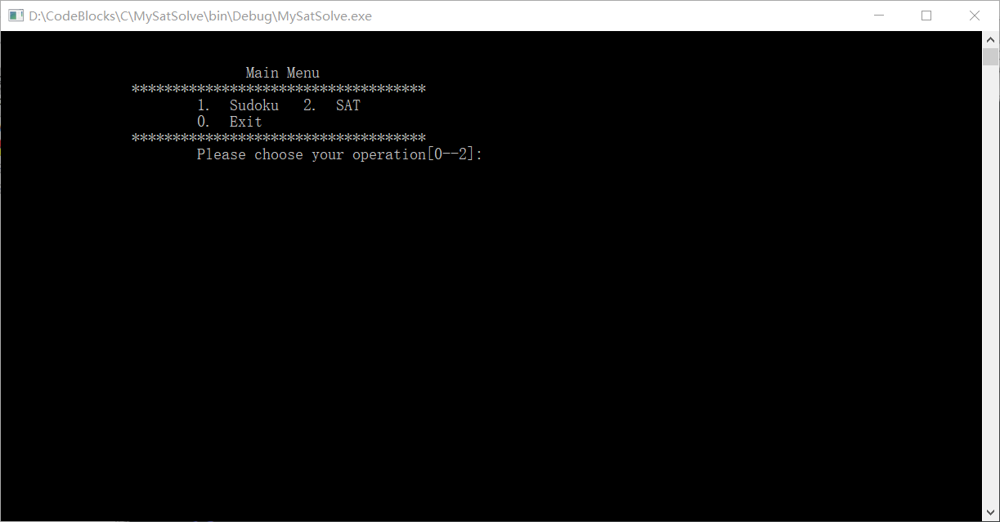 D:\CodeBlocks\C\MySatSolve\bin\Debug\MySatSolve.exe
Main Menu
************************************
1. Sudoku 2. SAT
0. Exit
************************************
Please choose your operation[0--2]: